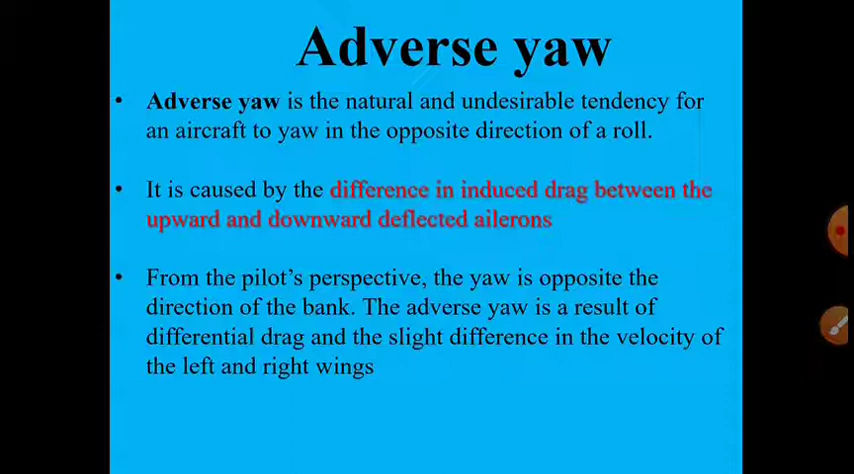 Adverse yaw
• Adverse yaw is the natural and undesirable tendency for
an aircraft to yaw in the opposite direction of a roll.
• It is caused by the difference in induced drag between the
upward and downward deflected ailerons
• From the pilot's perspective, the yaw is opposite the
direction of the bank. The adverse yaw is a result of
differential drag and the slight difference in the velocity of
the left and right wings